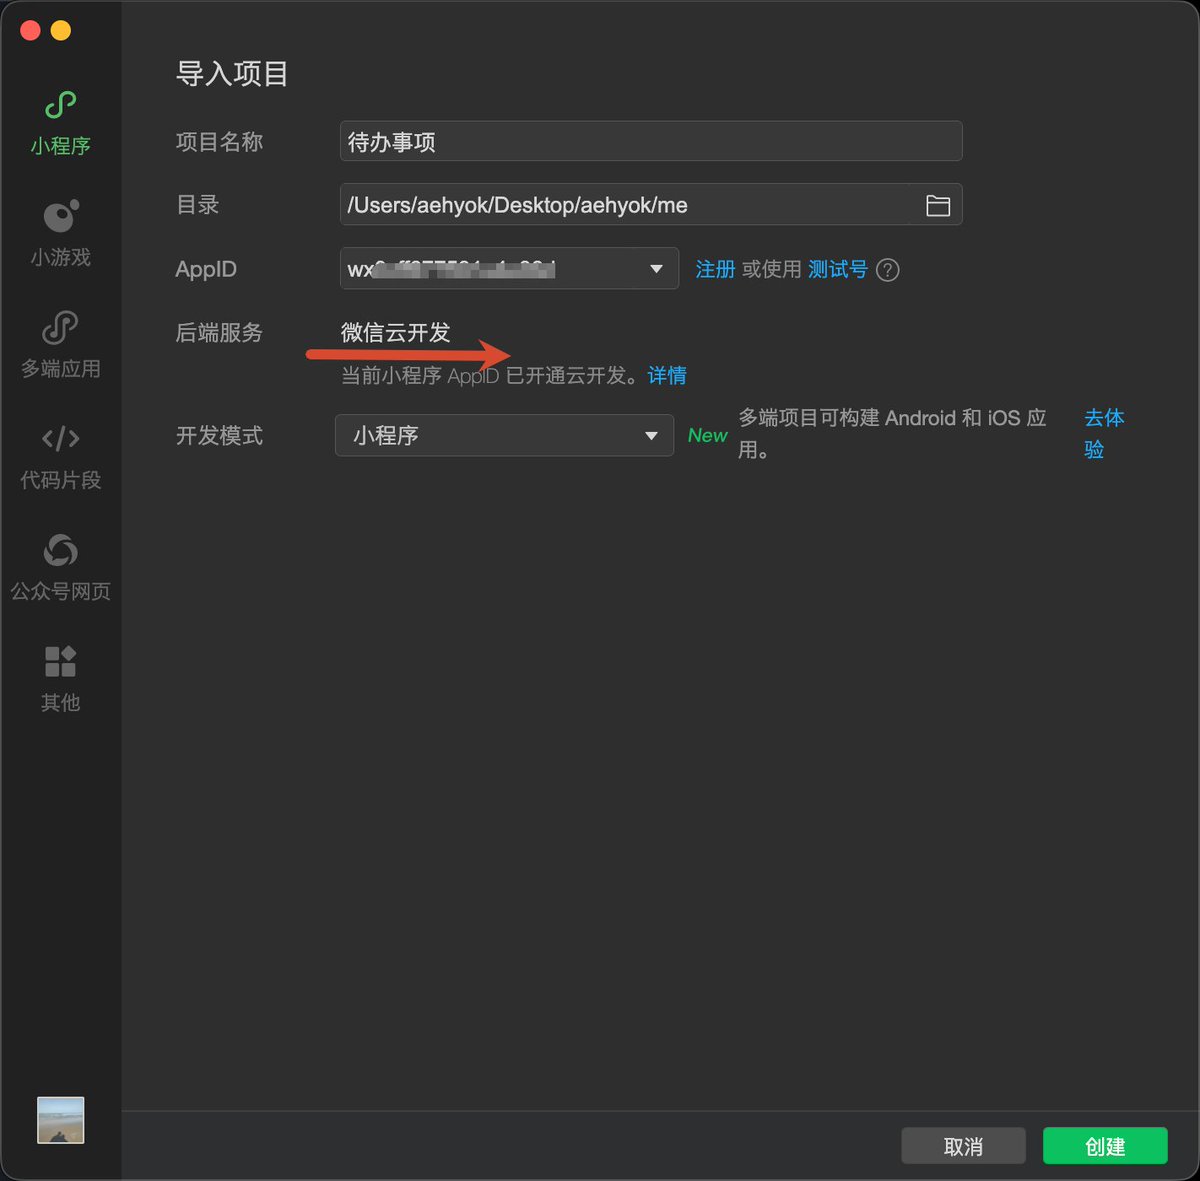 导入项目
项目名称 待办事项
目录 /Users/aehyok/Desktop/aehyok/me
AppID 注册 或使用 测试号 ?
后端服务 微信云开发
当前小程序 AppID 已开通云开发。 详情
开发模式 小程序 New 多端项目可构建 Android 和 iOS 应用。 去体验
小程序
小游戏
多端应用
</>
代码片段
公众号网页
其他
取消 创建